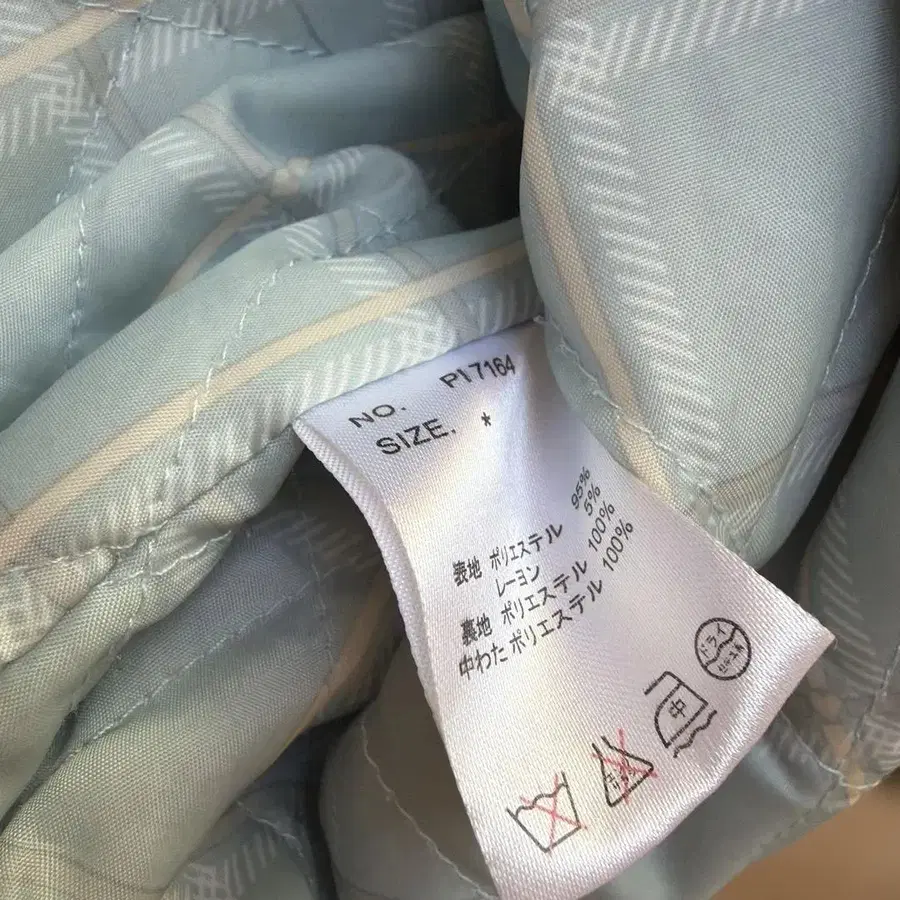 NO. PI7164
SIZE. *
表地 ポリエステル 95%
レーヨン 5%
裏地 ポリエステル 100%
中わた ポリエステル 100%
ドライ
中